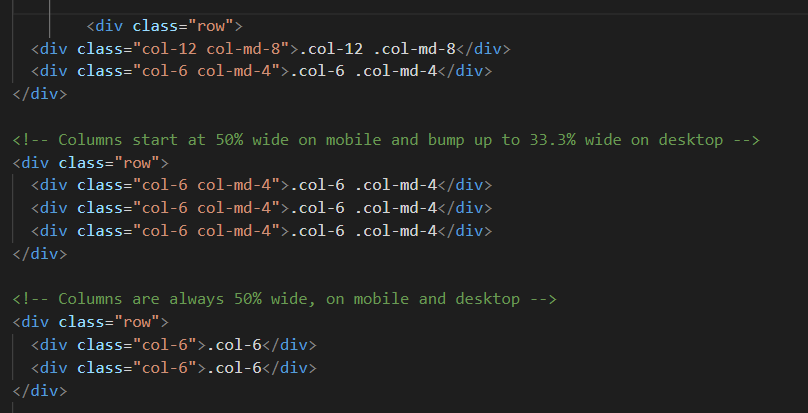 <div class="row">
<div class="col-12 col-md-8">.col-12 .col-md-8</div>
<div class="col-6 col-md-4">.col-6 .col-md-4</div>
</div>
<!-- Columns start at 50% wide on mobile and bump up to 33.3% wide on desktop -->
<div class="row">
<div class="col-6 col-md-4">.col-6 .col-md-4</div>
<div class="col-6 col-md-4">.col-6 .col-md-4</div>
<div class="col-6 col-md-4">.col-6 .col-md-4</div>
</div>
<!-- Columns are always 50% wide, on mobile and desktop -->
<div class="row">
<div class="col-6">.col-6</div>
<div class="col-6">.col-6</div>
</div>